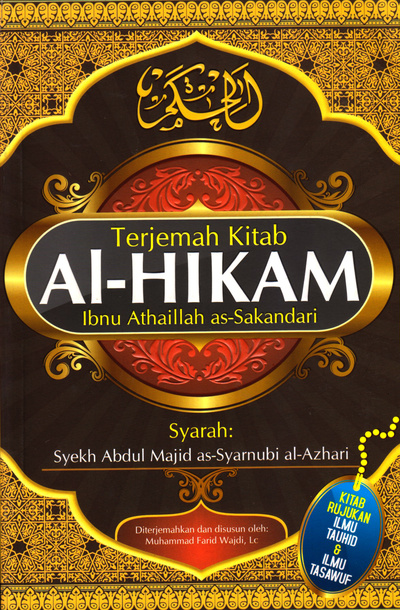 الحكم
Terjemah Kitab
Al-HIKAM
Ibnu Athaillah as-Sakandari
Syarah:
Syekh Abdul Majid as-Syarnubi al-Azhari
Diterjemahkan dan disusun oleh:
Muhammad Farid Wajdi, Lc
KITAB
RUJUKAN
ILMU
TAUHID
&
ILMU
TASAWUF